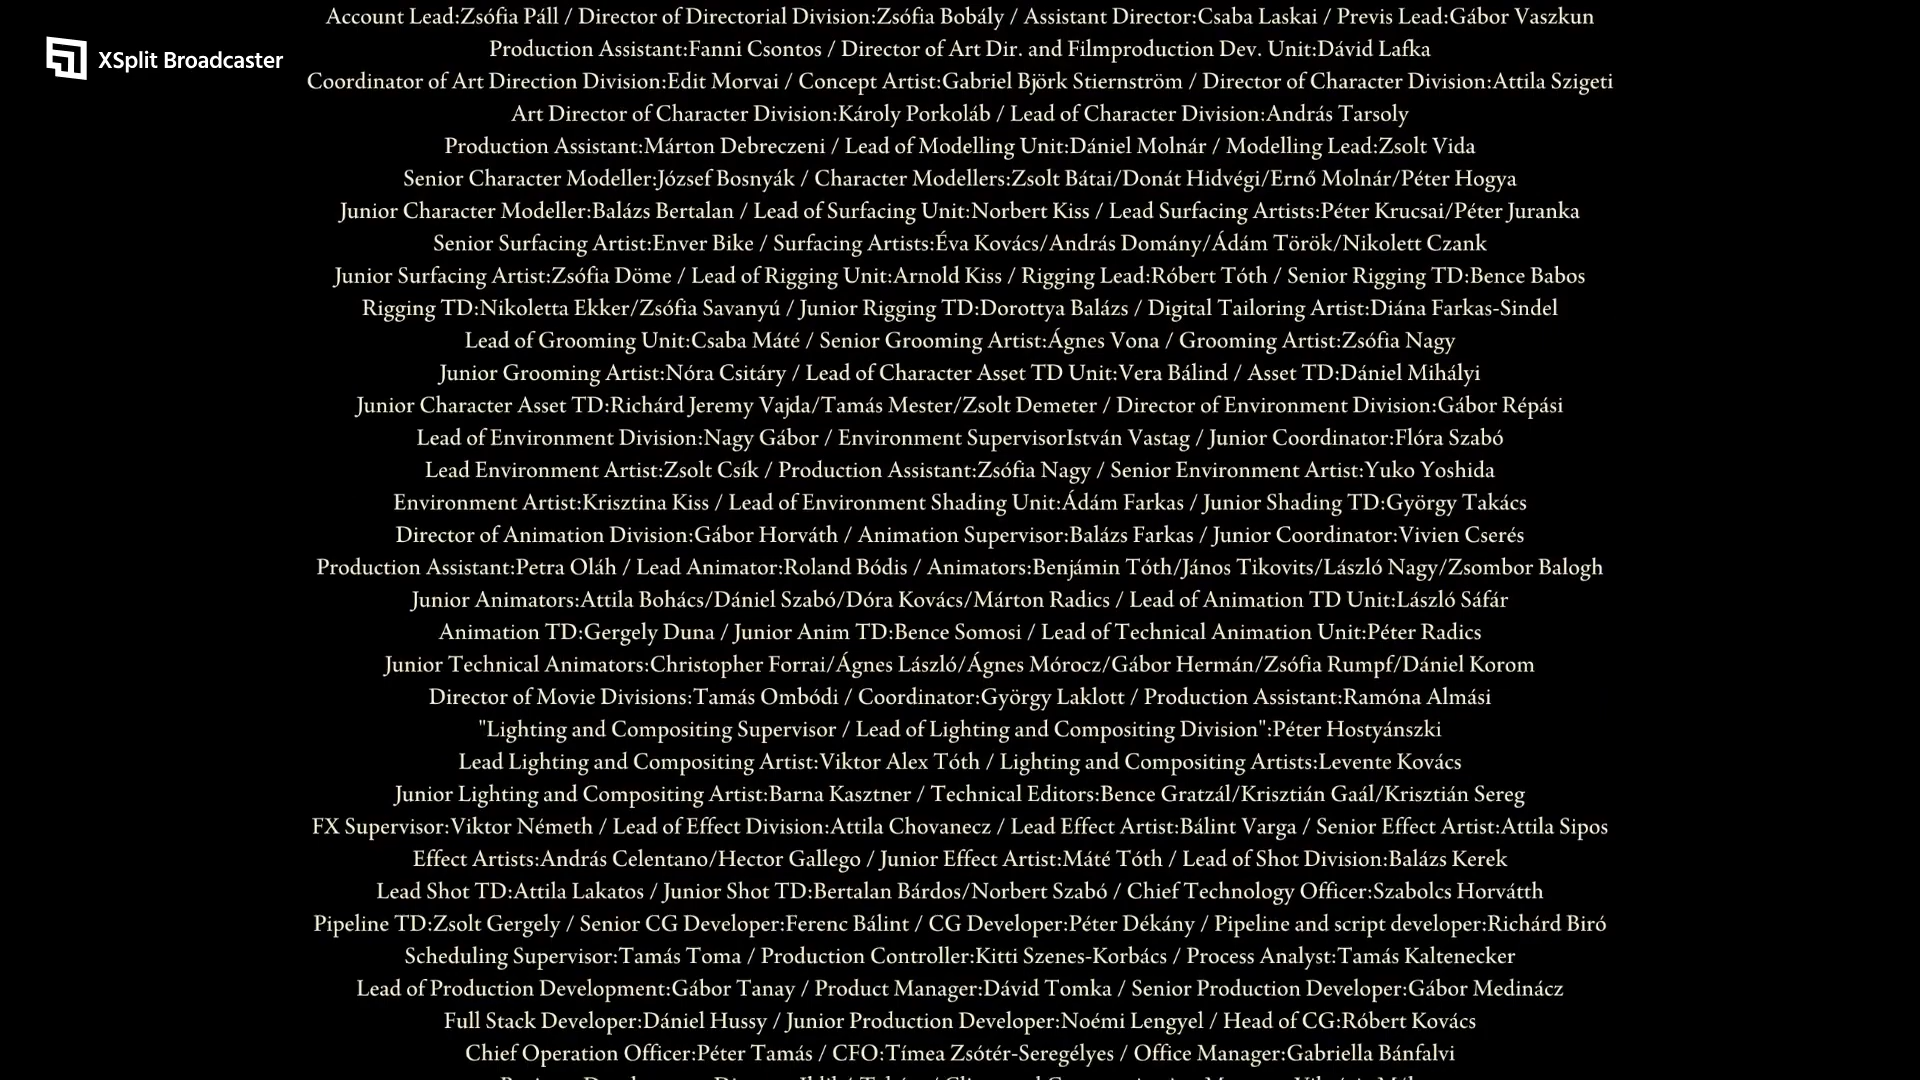 Account Lead:Zsófia Páll / Director of Directorial Division:Zsófia Bobály / Assistant Director:Csaba Laskai / Previs Lead:Gábor Vaszkun
XSplit Broadcaster
Production Assistant:Fanni Csontos / Director of Art Dir. and Filmproduction Dev. Unit:Dávid Lafka
Coordinator of Art Direction Division:Edit Morvai / Concept Artist:Gabriel Björk Stiernström / Director of Character Division:Attila Szigeti
Art Director of Character Division:Károly Porkoláb / Lead of Character Division:András Tarsoly
Production Assistant:Márton Debreczeni / Lead of Modelling Unit:Dániel Molnár / Modelling Lead:Zsolt Vida
Senior Character Modeller:József Bosnyák / Character Modellers:Zsolt Bátai/Donát Hidvégi/Ernő Molnár/Péter Hogya
Junior Character Modeller:Balázs Bertalan / Lead of Surfacing Unit:Norbert Kiss / Lead Surfacing Artists:Péter Krucsai/Péter Juranka
Senior Surfacing Artist:Enver Bike / Surfacing Artists:Éva Kovács/András Domány/Ádám Török/Nikolett Czank
Junior Surfacing Artist:Zsófia Döme / Lead of Rigging Unit:Arnold Kiss / Rigging Lead:Róbert Tóth / Senior Rigging TD:Bence Babos
Rigging TD:Nikoletta Ekker/Zsófia Savanyú / Junior Rigging TD:Dorottya Balázs / Digital Tailoring Artist:Diána Farkas-Sindel
Lead of Grooming Unit:Csaba Máté / Senior Grooming Artist:Ágnes Vona / Grooming Artist:Zsófia Nagy
Junior Grooming Artist:Nóra Csitáry / Lead of Character Asset TD Unit:Vera Bálind / Asset TD:Dániel Mihályi
Junior Character Asset TD:Richárd Jeremy Vajda/Tamás Mester/Zsolt Demeter / Director of Environment Division:Gábor Répási
Lead of Environment Division:Nagy Gábor / Environment SupervisorIstván Vastag / Junior Coordinator:Flóra Szabó
Lead Environment Artist:Zsolt Csík / Production Assistant:Zsófia Nagy / Senior Environment Artist:Yuko Yoshida
Environment Artist:Krisztina Kiss / Lead of Environment Shading Unit:Ádám Farkas / Junior Shading TD:György Takács
Director of Animation Division:Gábor Horváth / Animation Supervisor:Balázs Farkas / Junior Coordinator:Vivien Cserés
Production Assistant:Petra Oláh / Lead Animator:Roland Bódis / Animators:Benjámin Tóth/János Tikovits/László Nagy/Zsombor Balogh
Junior Animators:Attila Bohács/Dániel Szabó/Dóra Kovács/Márton Radics / Lead of Animation TD Unit:László Sáfár
Animation TD:Gergely Duna / Junior Anim TD:Bence Somosi / Lead of Technical Animation Unit:Péter Radics
Junior Technical Animators:Christopher Forrai/Ágnes László/Ágnes Mórocz/Gábor Hermán/Zsófia Rumpf/Dániel Korom
Director of Movie Divisions:Tamás Ombódi / Coordinator:György Laklott / Production Assistant:Ramóna Almási
"Lighting and Compositing Supervisor / Lead of Lighting and Compositing Division":Péter Hostyánszki
Lead Lighting and Compositing Artist:Viktor Alex Tóth / Lighting and Compositing Artists:Levente Kovács
Junior Lighting and Compositing Artist:Barna Kasztner / Technical Editors:Bence Gratzál/Krisztián Gaál/Krisztián Sereg
FX Supervisor:Viktor Németh / Lead of Effect Division:Attila Chovanecz / Lead Effect Artist:Bálint Varga / Senior Effect Artist:Attila Sipos
Effect Artists:András Celentano/Hector Gallego / Junior Effect Artist:Máté Tóth / Lead of Shot Division:Balázs Kerek
Lead Shot TD:Attila Lakatos / Junior Shot TD:Bertalan Bárdos/Norbert Szabó / Chief Technology Officer:Szabolcs Horvátth
Pipeline TD:Zsolt Gergely / Senior CG Developer:Ferenc Bálint / CG Developer:Péter Dékány / Pipeline and script developer:Richárd Biró
Scheduling Supervisor:Tamás Toma / Production Controller:Kitti Szenes-Korbács / Process Analyst:Tamás Kaltenecker
Lead of Production Development:Gábor Tanay / Product Manager:Dávid Tomka / Senior Production Developer:Gábor Medinácz
Full Stack Developer:Dániel Hussy / Junior Production Developer:Noémi Lengyel / Head of CG:Róbert Kovács
Chief Operation Officer:Péter Tamás / CFO:Tímea Zsótér-Seregélyes / Office Manager:Gabriella Bánfalvi